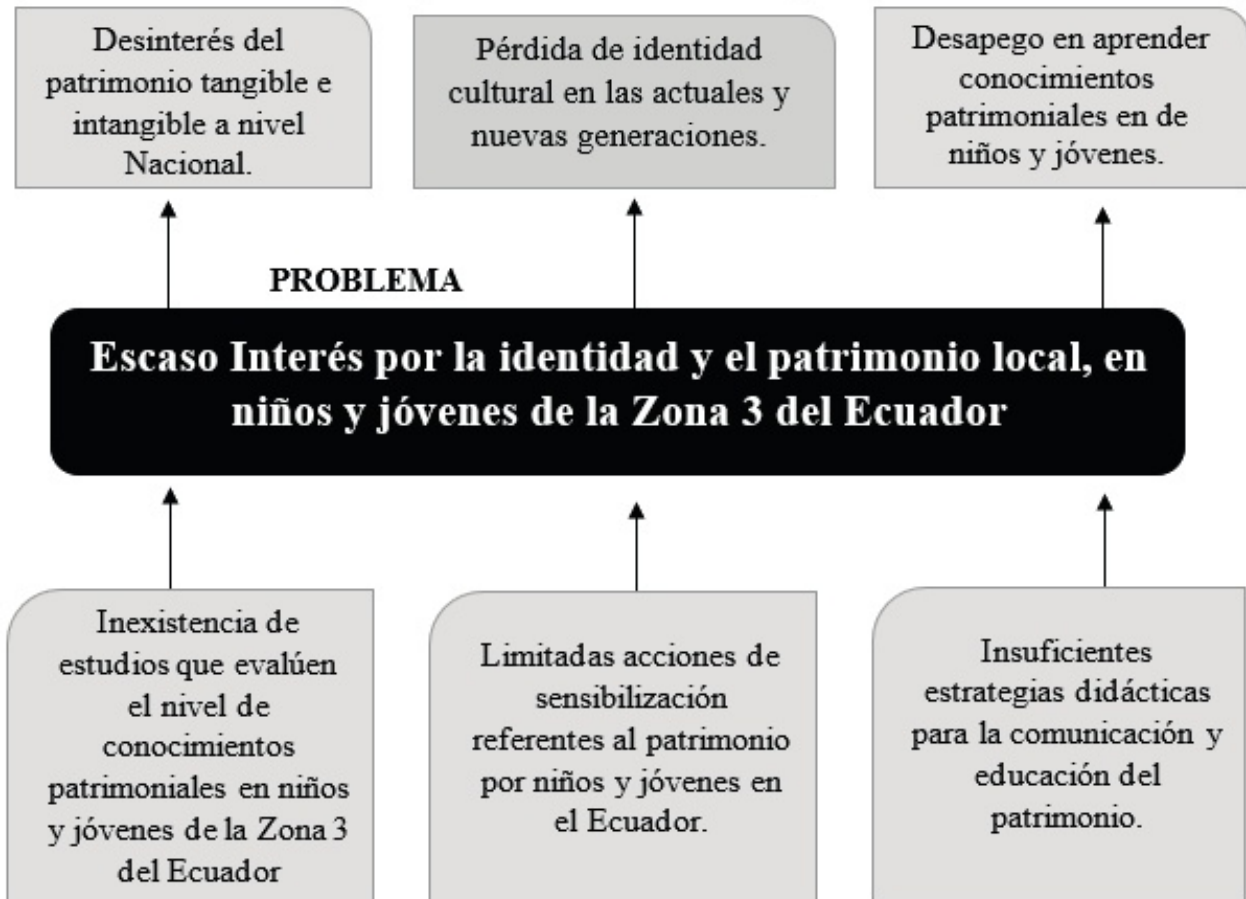 Desinterés del
patrimonio tangible e
intangible a nivel
Nacional.
Pérdida de identidad
cultural en las actuales y
nuevas generaciones.
Desapego en aprender
conocimientos
patrimoniales en de
niños y jóvenes.
PROBLEMA
Escaso Interés por la identidad y el patrimonio local, en
niños y jóvenes de la Zona 3 del Ecuador
Inexistencia de
estudios que evalúen
el nivel de
conocimientos
patrimoniales en niños
y jóvenes de la Zona 3
del Ecuador
Limitadas acciones de
sensibilización
referentes al patrimonio
por niños y jóvenes en
el Ecuador.
Insuficientes
estrategias didácticas
para la comunicación y
educación del
patrimonio.